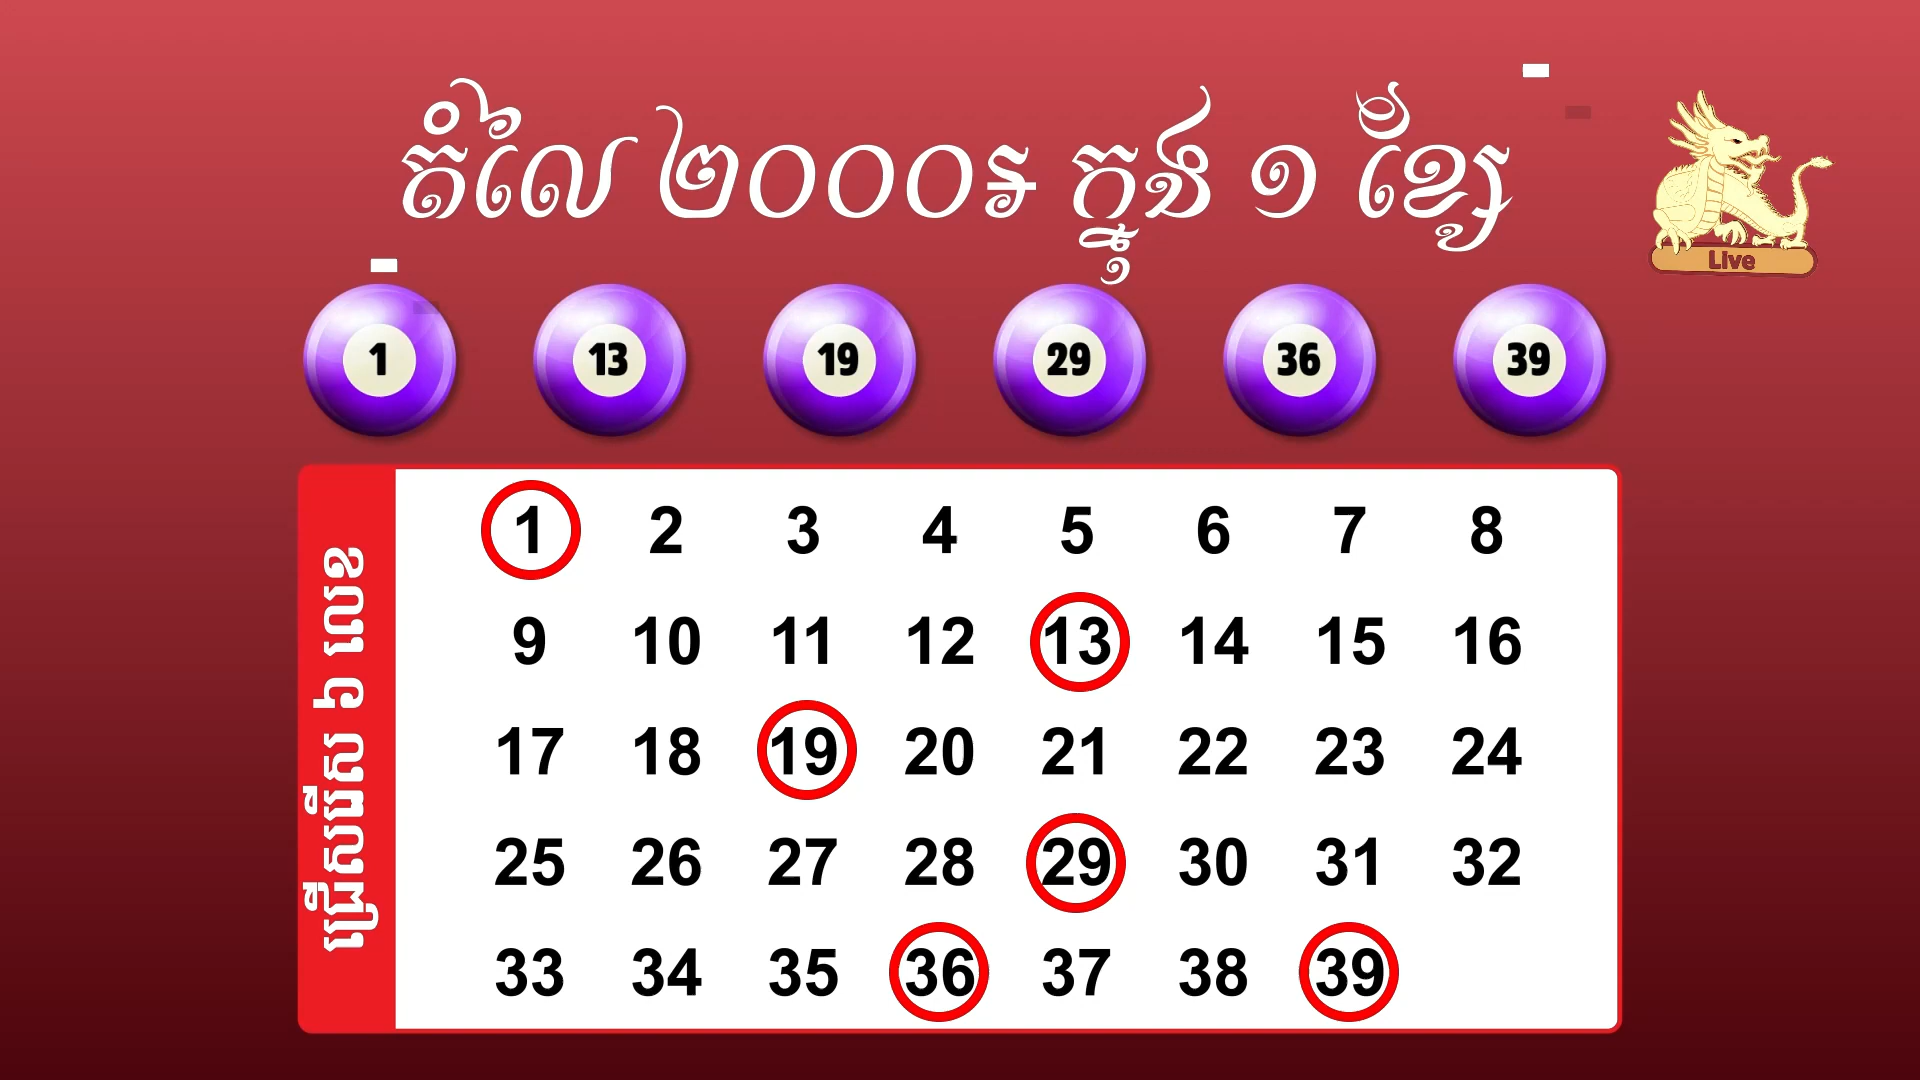 តំលៃ ២០០០៛ ក្នុង ១ ខ្សែ
Live
1 13 19 29 36 39
ជ្រើសរើស ៦ លេខ
1 2 3 4 5 6 7 8
9 10 11 12 13 14 15 16
17 18 19 20 21 22 23 24
25 26 27 28 29 30 31 32
33 34 35 36 37 38 39